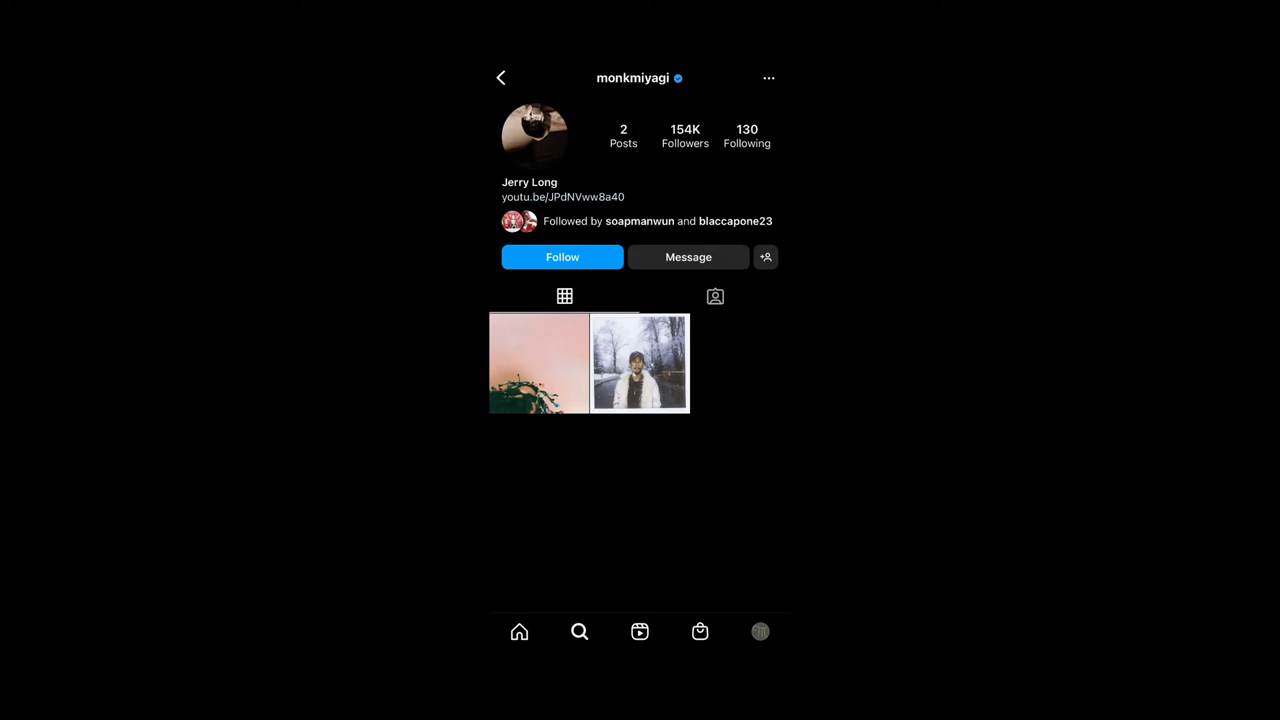 monkmiyagi
2 154K 130
Posts Followers Following
Jerry Long
youtu.be/JPdNVww8a40
Followed by soapmanwun and blaccapone23
Follow Message